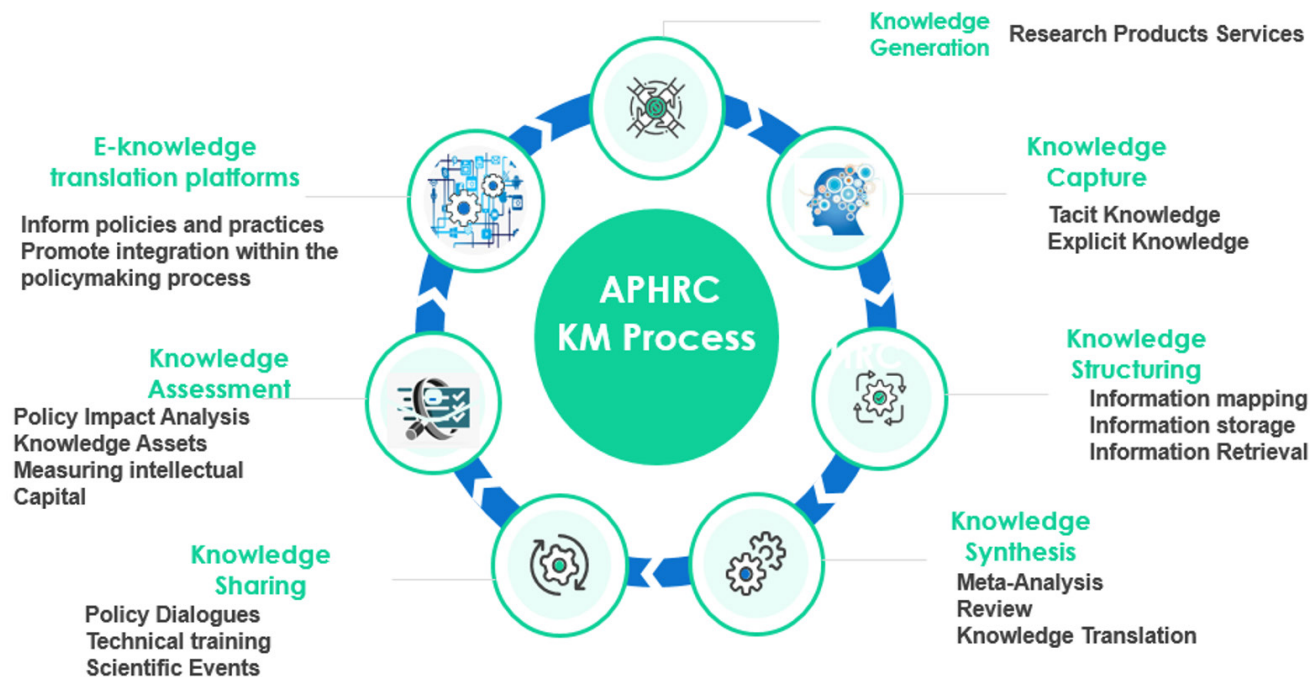 Knowledge
Generation
Research Products Services
Knowledge
Capture
Tacit Knowledge
Explicit Knowledge
Knowledge
Structuring
Information mapping
Information storage
Information Retrieval
Knowledge
Synthesis
Meta-Analysis
Review
Knowledge Translation
Knowledge
Sharing
Policy Dialogues
Technical training
Scientific Events
Knowledge
Assessment
Policy Impact Analysis
Knowledge Assets
Measuring intellectual
Capital
E-knowledge
translation platforms
Inform policies and practices
Promote integration within the
policymaking process
APHRC
KM Process